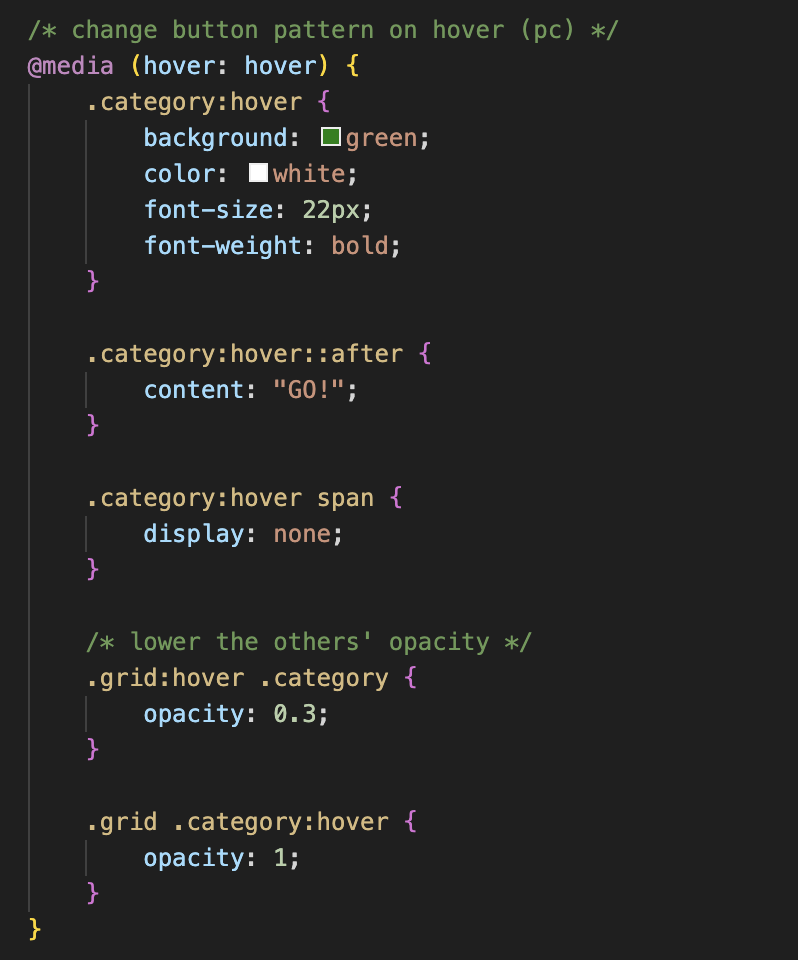 /* change button pattern on hover (pc) */
@media (hover: hover) {
    .category:hover {
        background: green;
        color: white;
        font-size: 22px;
        font-weight: bold;
    }

    .category:hover::after {
        content: "GO!";
    }

    .category:hover span {
        display: none;
    }

    /* lower the others' opacity */
    .grid:hover .category {
        opacity: 0.3;
    }

    .grid .category:hover {
        opacity: 1;
    }
}